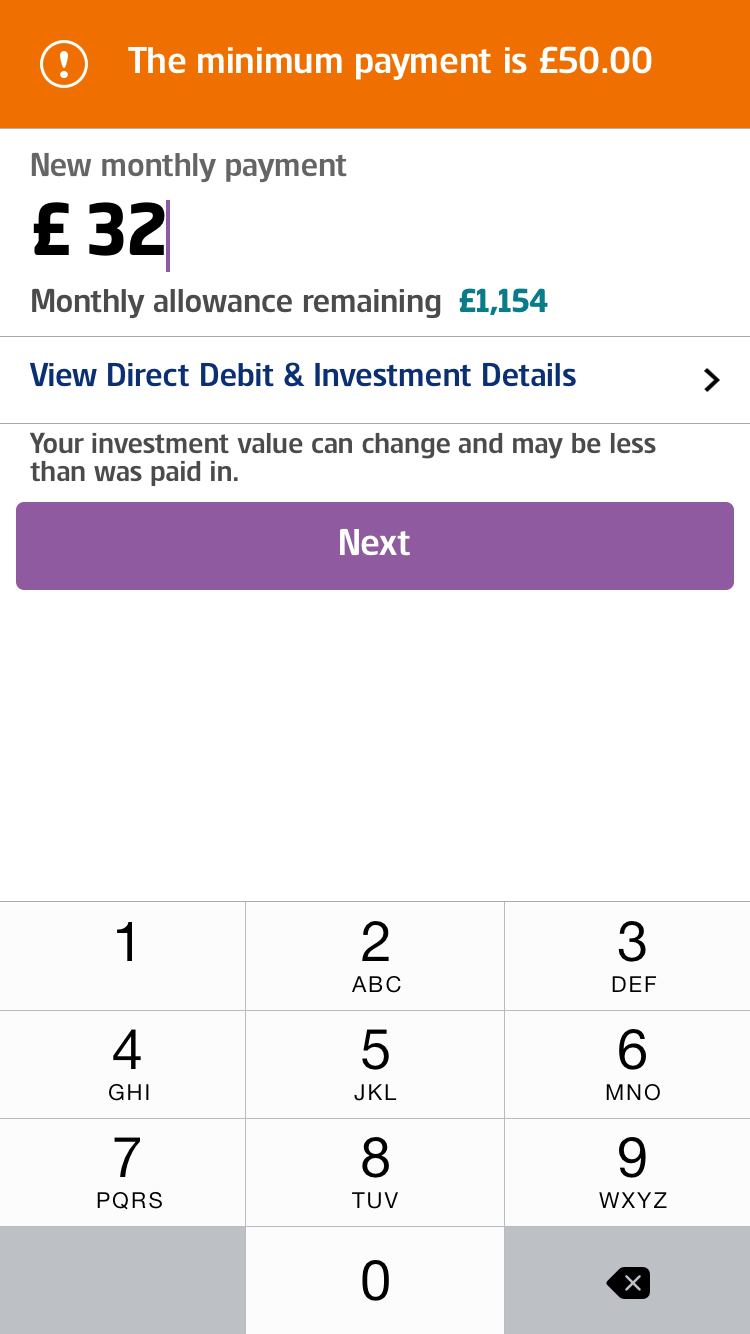 The minimum payment is £50.00
New monthly payment
£ 32
Monthly allowance remaining £1,154
View Direct Debit & Investment Details
Your investment value can change and may be less
than was paid in.
Next
1 2 3
ABC DEF
4 5 6
GHI JKL MNO
7 8 9
PQRS TUV WXYZ
0